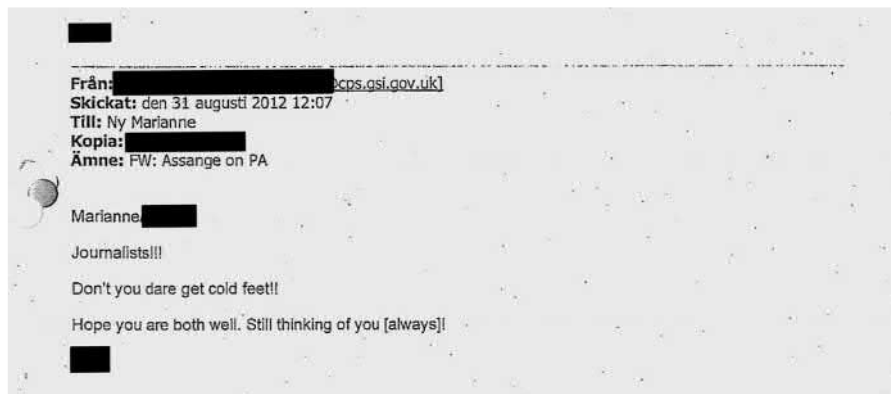 Från: @cps.gsi.gov.uk]
Skickat: den 31 augusti 2012 12:07
Till: Ny Marianne
Kopia:
Ämne: FW: Assange on PA
Marianne/
Journalists!!!
Don't you dare get cold feet!!
Hope you are both well. Still thinking of you [always]!